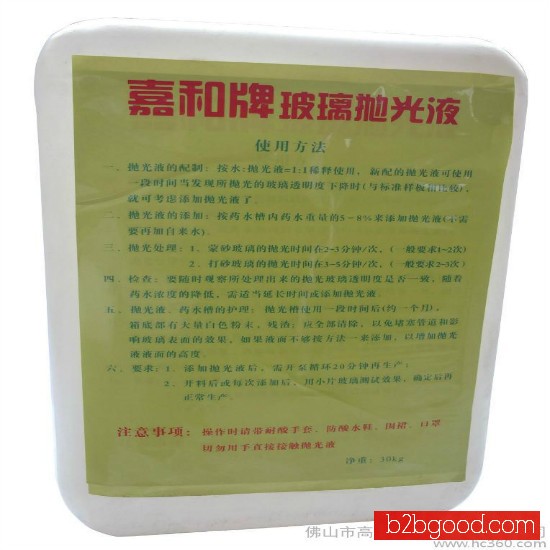 嘉和牌玻璃抛光液
使用方法
一、抛光液的配制：按水:抛光液=1:1稀释使用，新配的抛光液可使用
一段时间当发现所抛光的玻璃透明度下降时(与标准样板相比较)，
就可考虑添加抛光液了。
二、抛光液的添加：按药水槽内药水重量的5-8%来添加抛光液(不需
要再加自来水)。
三、抛光处理：1、蒙砂玻璃的抛光时间在2-3分钟/次，(一般要求1-2次)
2、打砂玻璃的抛光时间在3-5分钟/次，(一般要求2-3次)
四、检查：要随时观察所处理出来的抛光玻璃透明度是否一致，随着
药水浓度的降低，需适当延长时间或添加抛光液。
五、抛光液、药水槽的护理：抛光槽使用一段时间后(约一个月)，
箱底部有大量白色粉末，残渣；应全部清除，以免堵塞管道和影
响玻璃表面的效果，如果液面不够按方法一来添加，以增加抛光
液液面的高度。
六、要求：1、添加抛光液后，需开泵循环20分钟再生产；
2、开料后或每次添加后，用小片玻璃测试效果，确定后再
正常生产。
注意事项：操作时请带耐酸手套、防酸水鞋、围裙、口罩
切勿用手直接接触抛光液
净重：30kg
b2bgood.com
佛山市高
www.hc360.com